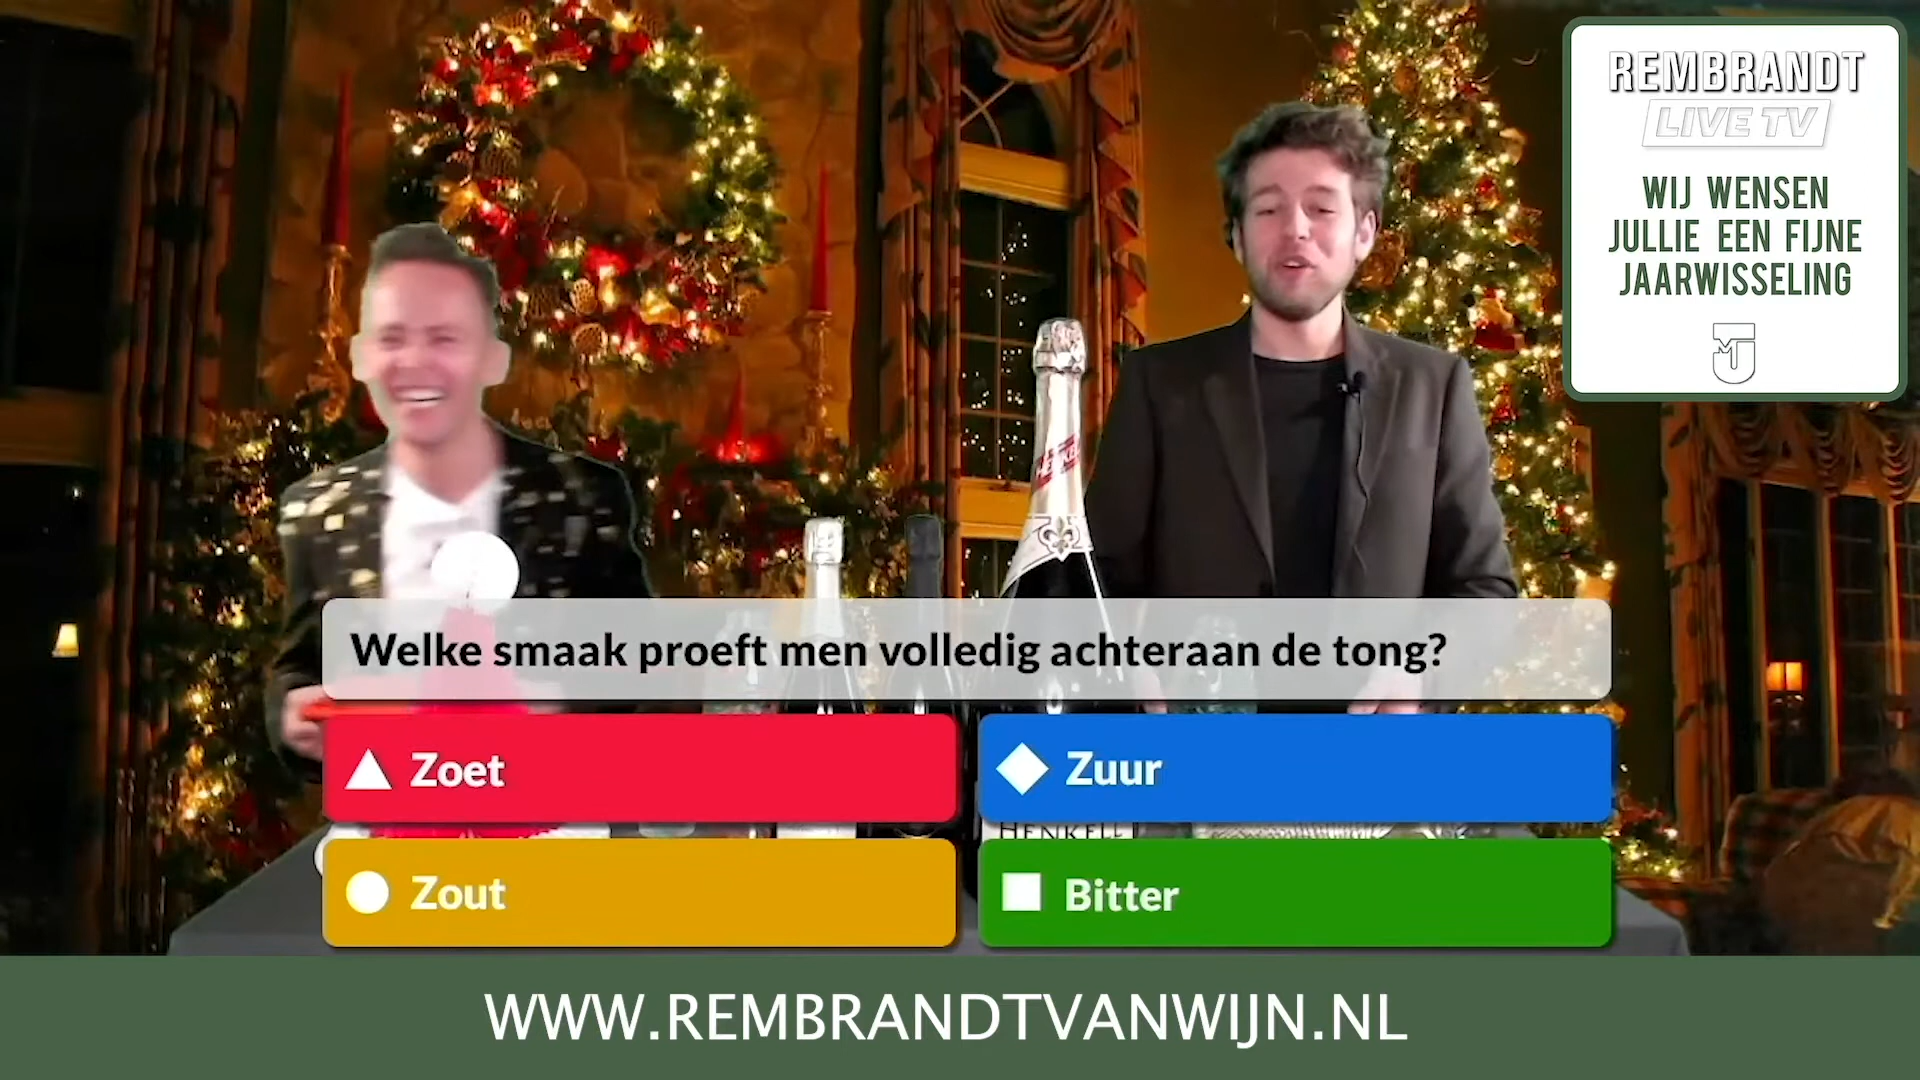 REMBRANDT
LIVE TV
WIJ WENSEN
JULLIE EEN FIJNE
JAARWISSELING
Welke smaak proeft men volledig achteraan de tong?
Zoet
Zuur
HENKELL
Zout
Bitter
WWW.REMBRANDTVANWIJN.NL